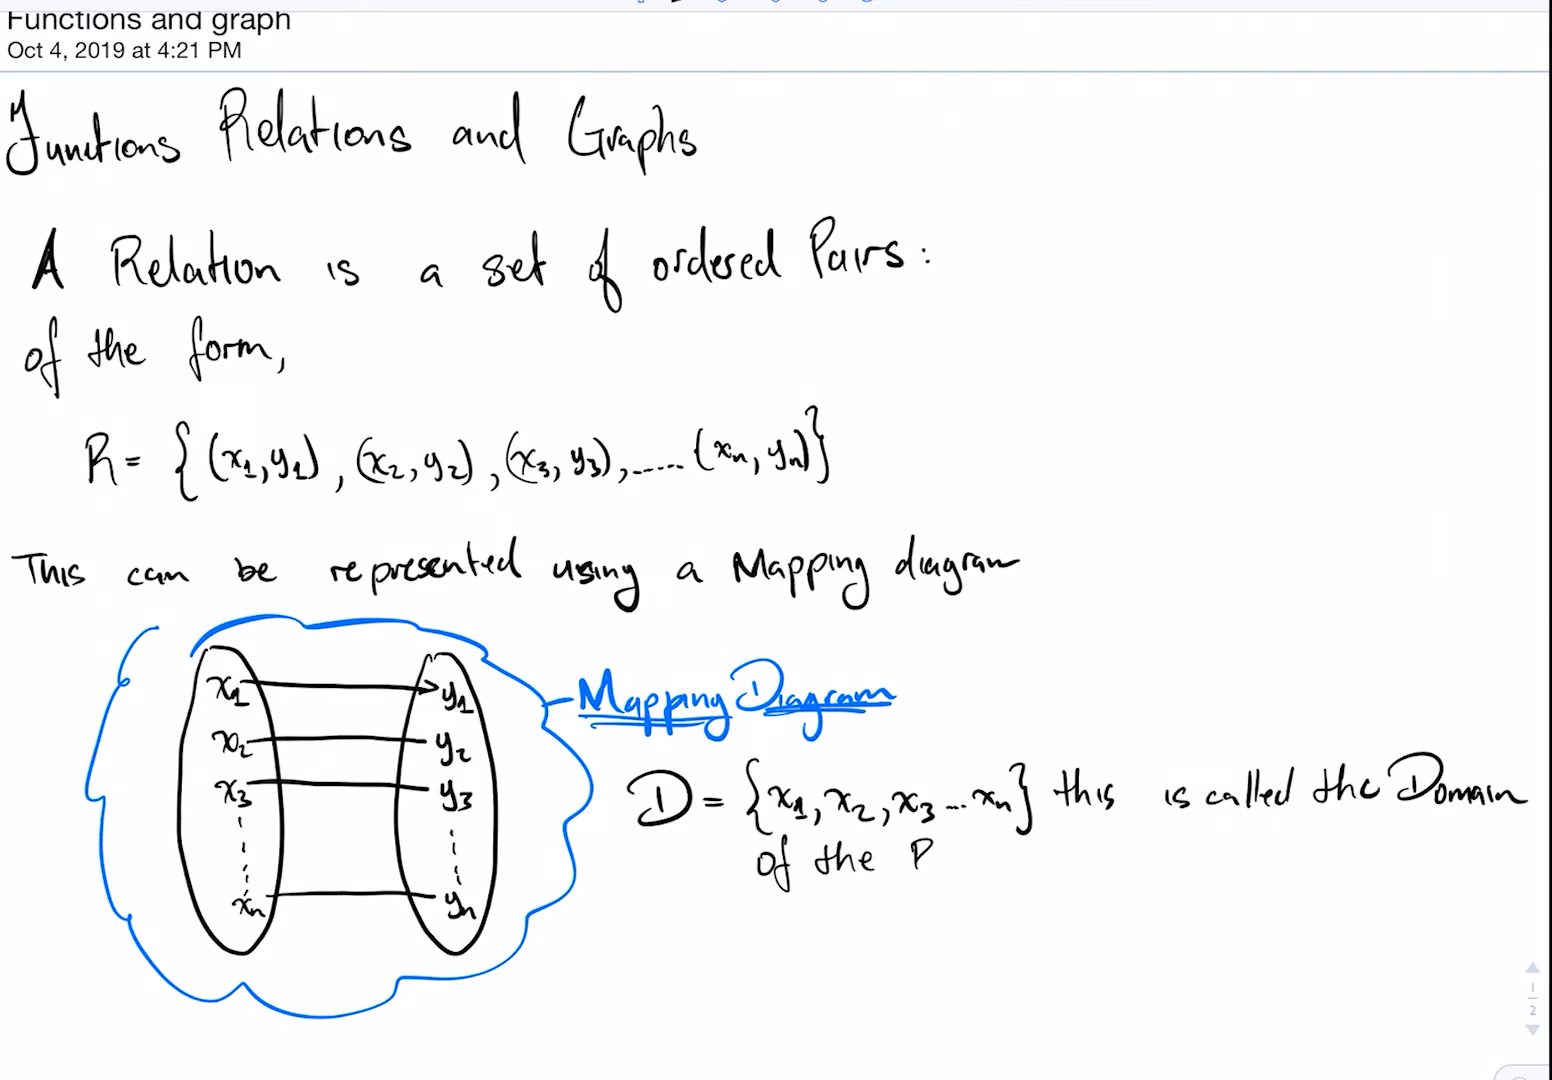 Functions and graph
Oct 4, 2019 at 4:21 PM
Functions Relations and Graphs
A Relation is a set of ordered Pairs:
of the form,
R = { (x1,y1), (x2,y2), (x3,y3),...... (xn,yn)}
This can be represented using a Mapping diagram
x1 y1
x2 y2
x3 y3
xn yn
Mapping Diagram
D = {x1, x2, x3 ... xn} this is called the Domain
of the P
1
2